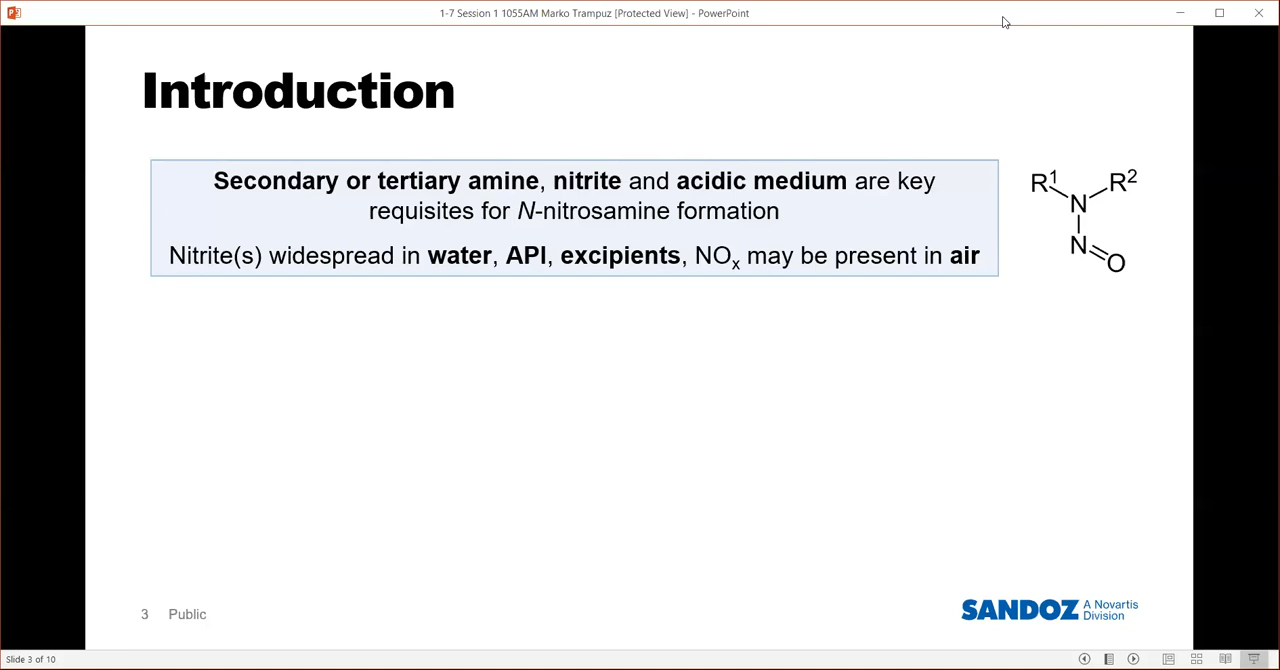 1-7 Session 1 1055AM Marko Trampuz [Protected View] - PowerPoint
Introduction
Secondary or tertiary amine, nitrite and acidic medium are key
requisites for N-nitrosamine formation
Nitrite(s) widespread in water, API, excipients, NOx may be present in air
R1 R2
N
N
O
3 Public
SANDOZ A Novartis
Division
Slide 3 of 10